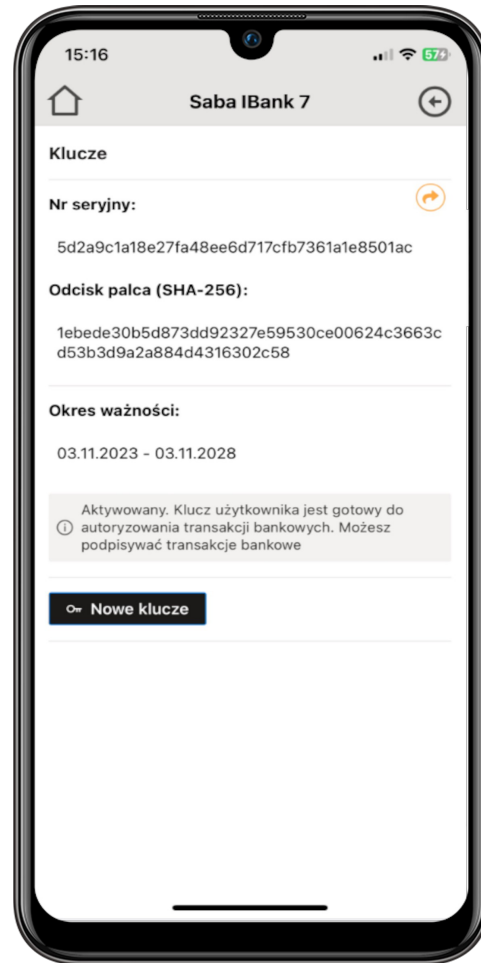 15:16
57
Saba IBank 7
Klucze
Nr seryjny:
5d2a9c1a18e27fa48ee6d717cfb7361a1e8501ac
Odcisk palca (SHA-256):
1ebede30b5d873dd92327e59530ce00624c3663c
d53b3d9a2a884d4316302c58
Okres ważności:
03.11.2023 - 03.11.2028
Aktywowany. Klucz użytkownika jest gotowy do
autoryzowania transakcji bankowych. Możesz
podpisywać transakcje bankowe
Nowe klucze